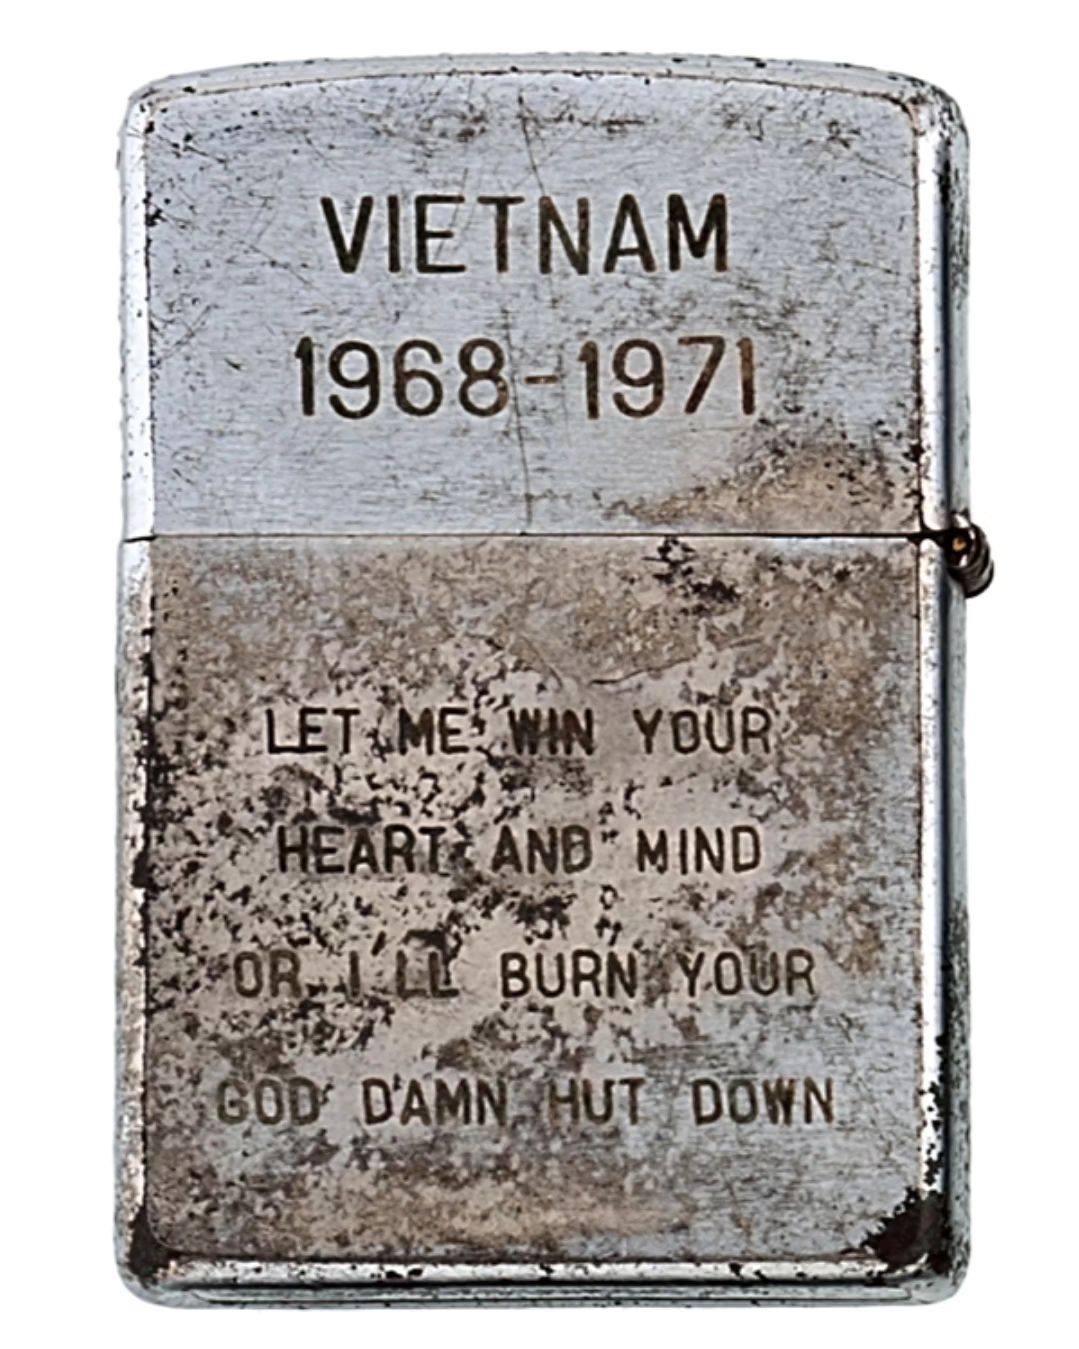 VIETNAM
1968-1971
LET ME WIN YOUR
HEART AND MIND
OR I'LL BURN YOUR
GOD DAMN HUT DOWN